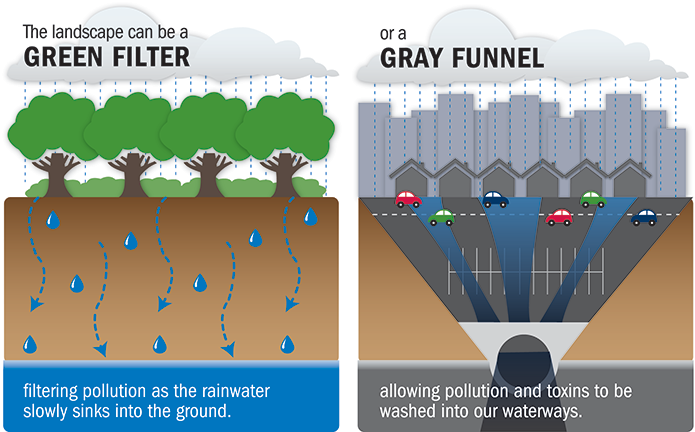 The landscape can be a
GREEN FILTER
filtering pollution as the rainwater
slowly sinks into the ground.
or a
GRAY FUNNEL
allowing pollution and toxins to be
washed into our waterways.